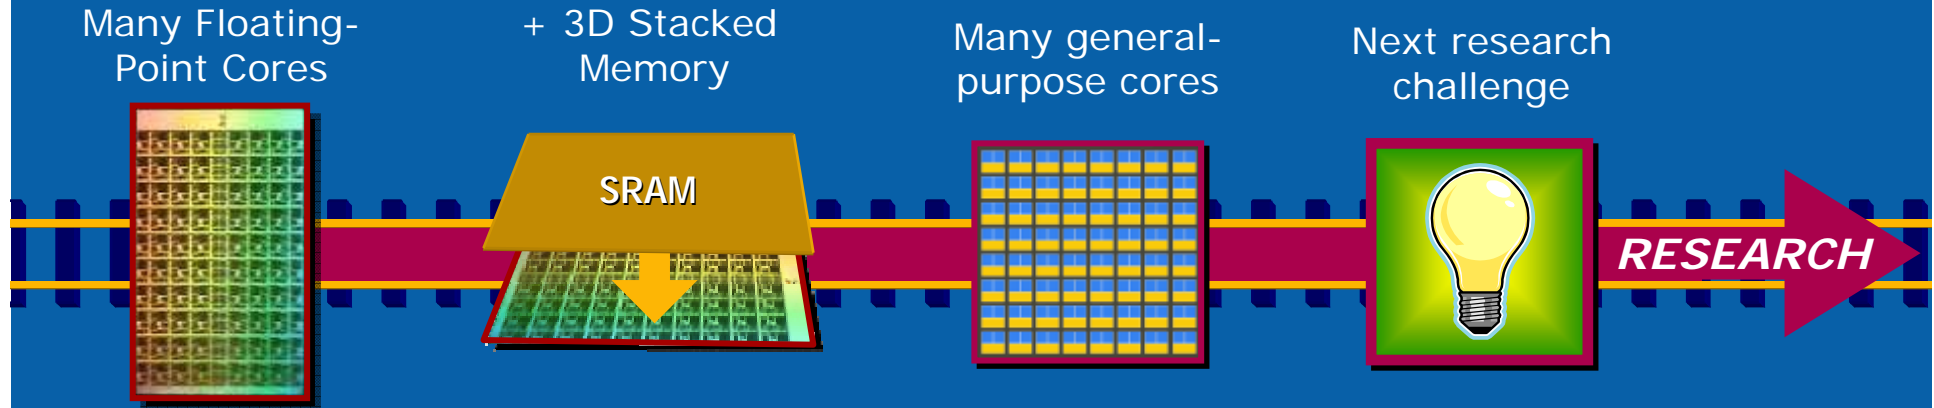 Many Floating-
Point Cores
+ 3D Stacked
Memory
Many general-
purpose cores
Next research
challenge
SRAM
RESEARCH